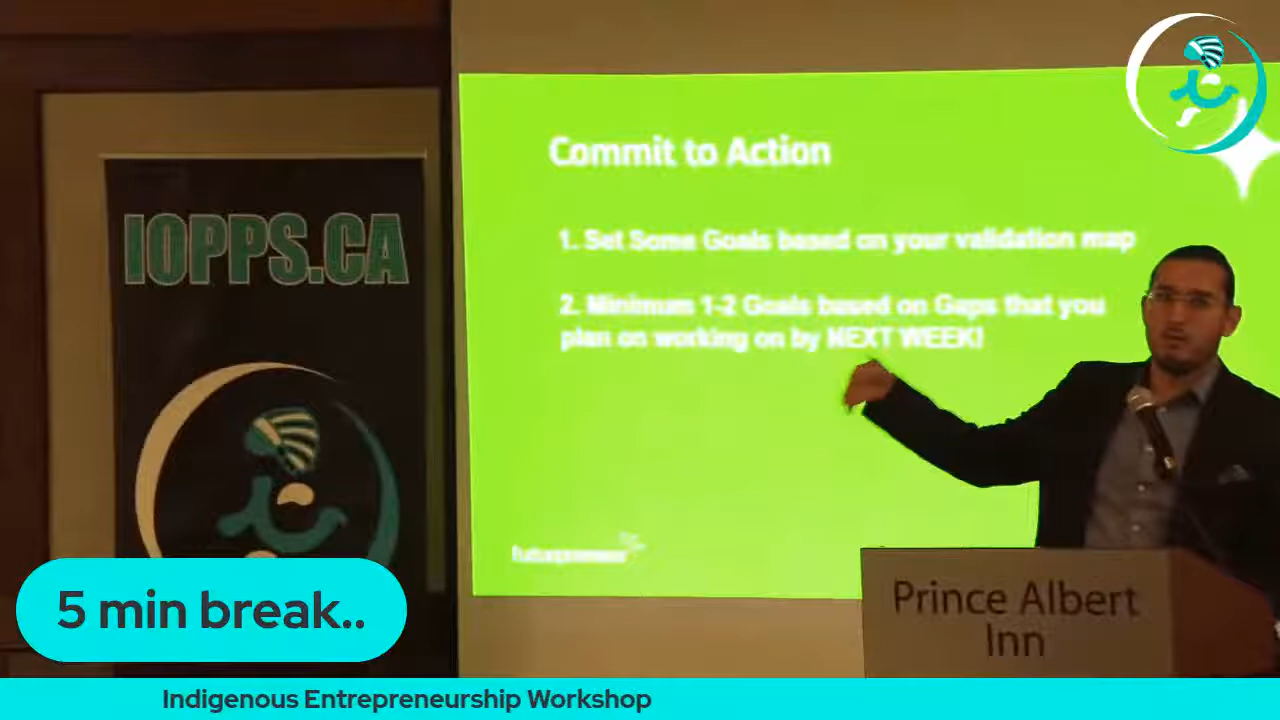 IOPPS.CA
Commit to Action
1. Set Some Goals based on your validation map
2. Minimum 1-2 Goals based on Gaps that you
plan on working on by NEXT WEEK!
futurpreneur
Prince Albert
Inn
5 min break..
Indigenous Entrepreneurship Workshop